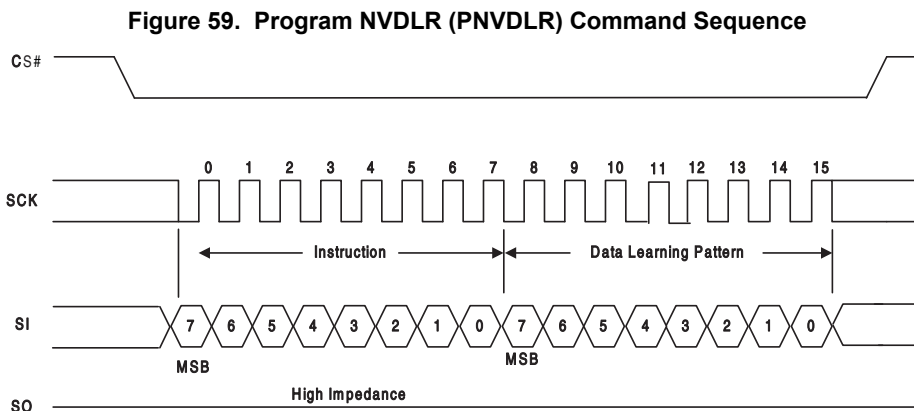 Figure 59. Program NVDLR (PNVDLR) Command Sequence
CS#
0 1 2 3 4 5 6 7 8 9 10 11 12 13 14 15
SCK
Instruction Data Learning Pattern
SI 7 6 5 4 3 2 1 0 7 6 5 4 3 2 1 0
MSB MSB
High Impedance
SO